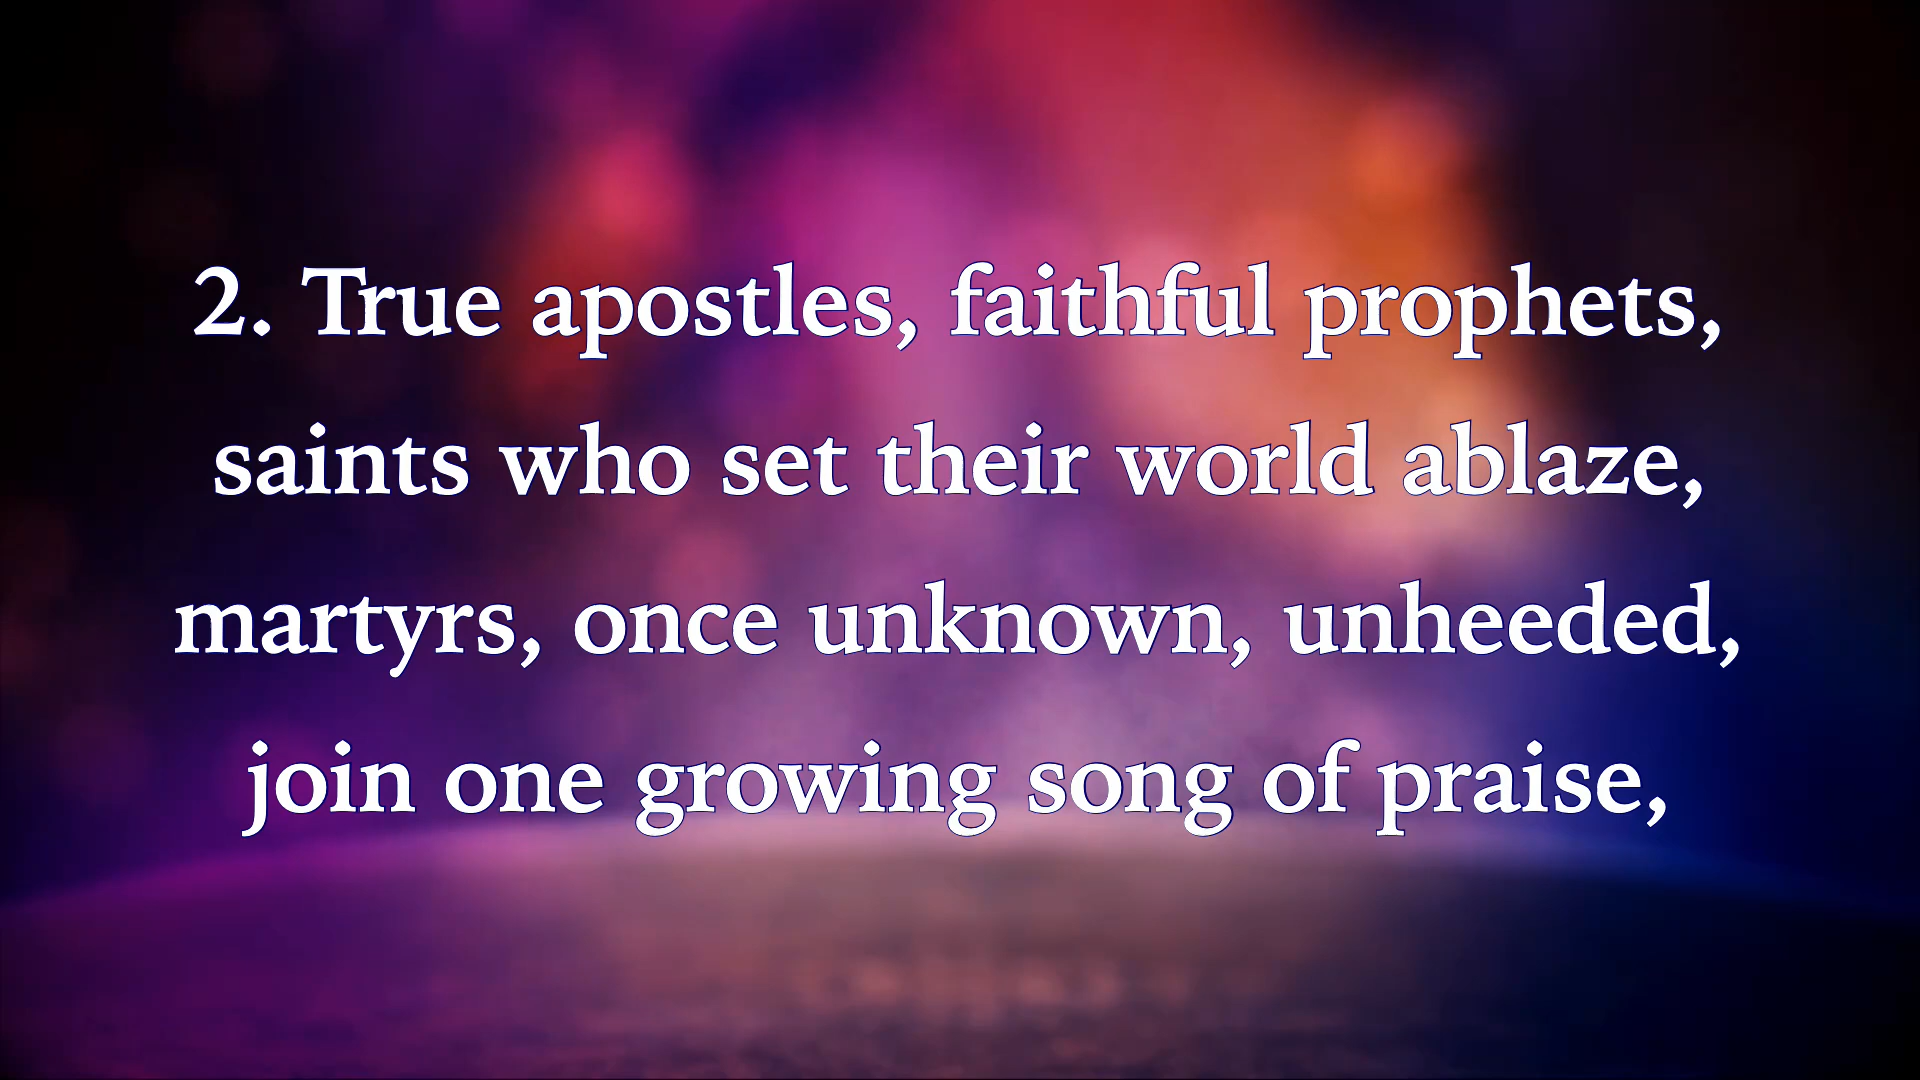 2. True apostles, faithful prophets,
saints who set their world ablaze,
martyrs, once unknown, unheeded,
join one growing song of praise,